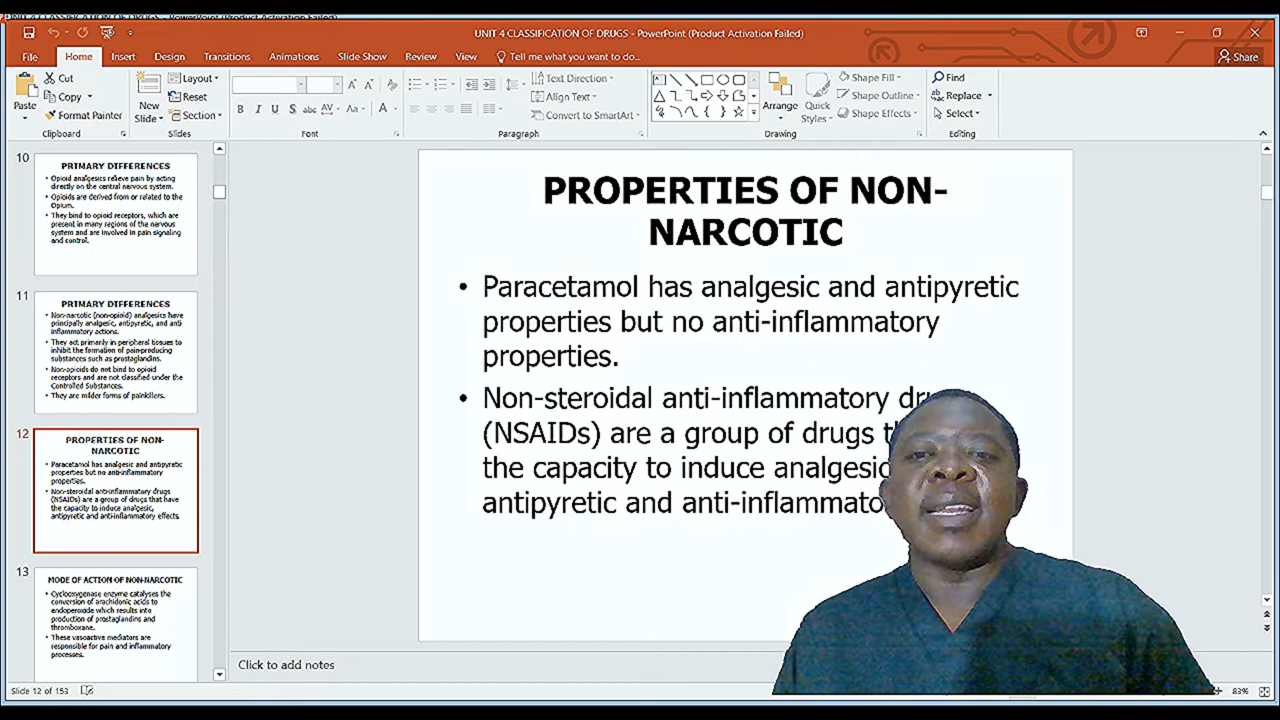 UNIT 4 CLASSIFICATION OF DRUGS - PowerPoint (Product Activation Failed)
File Home Insert Design Transitions Animations Slide Show Review View Tell me what you want to do... Share
Paste
Cut
Copy
Format Painter
Clipboard
New Slide
Layout
Reset
Section
Slides
B I U S abc AV Aa A
Font
Text Direction
Align Text
Convert to SmartArt
Paragraph
Arrange
Quick Styles
Shape Fill
Shape Outline
Shape Effects
Drawing
Find
Replace
Select
Editing
10
PRIMARY DIFFERENCES
• Opioid analgesics relieve pain by acting
directly on the central nervous system.
• Opioids are derived from or related to the
Opium.
• They bind to opioid receptors, which are
present in many regions of the nervous
system and are involved in pain signaling
and control.
11
PRIMARY DIFFERENCES
• Non-narcotic (non-opioid) analgesics have
principally analgesic, antipyretic, and anti-
inflammatory actions.
• They act primarily in peripheral tissues to
inhibit the formation of pain-producing
substances such as prostaglandins.
• Non-opioids do not bind to opioid
receptors and are not classified under the
Controlled Substances.
• They are milder forms of painkillers.
12
PROPERTIES OF NON-
NARCOTIC
• Paracetamol has analgesic and antipyretic
properties but no anti-inflammatory
properties.
• Non-steroidal anti-inflammatory drugs
(NSAIDs) are a group of drugs that have
the capacity to induce analgesic,
antipyretic and anti-inflammatory effects.
13
MODE OF ACTION OF NON-NARCOTIC
• Cyclooxygenase enzyme catalyses the
conversion of arachidonic acids to
endoperoxide which results into
production of prostaglandins and
thromboxane.
• These vasoactive mediators are
responsible for pain and inflammatory
processes.
PROPERTIES OF NON-
NARCOTIC
• Paracetamol has analgesic and antipyretic
properties but no anti-inflammatory
properties.
• Non-steroidal anti-inflammatory
(NSAIDs) are a group of drugs
the capacity to induce
antipyretic and
Click to add notes
Slide 12 of 153
83%